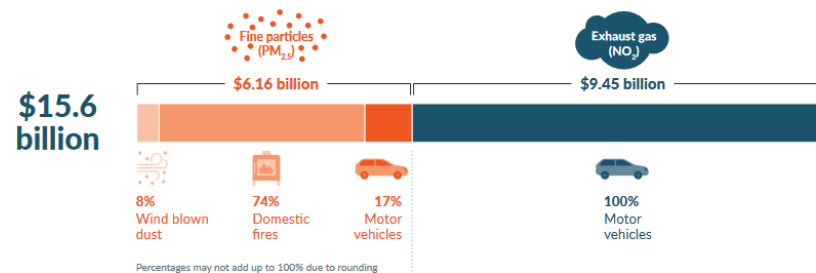 Fine particles
(PM2.5)
Exhaust gas
(NO2)
$6.16 billion
$9.45 billion
$15.6
billion
8%
Wind blown
dust
74%
Domestic
fires
17%
Motor
vehicles
100%
Motor
vehicles
Percentages may not add up to 100% due to rounding